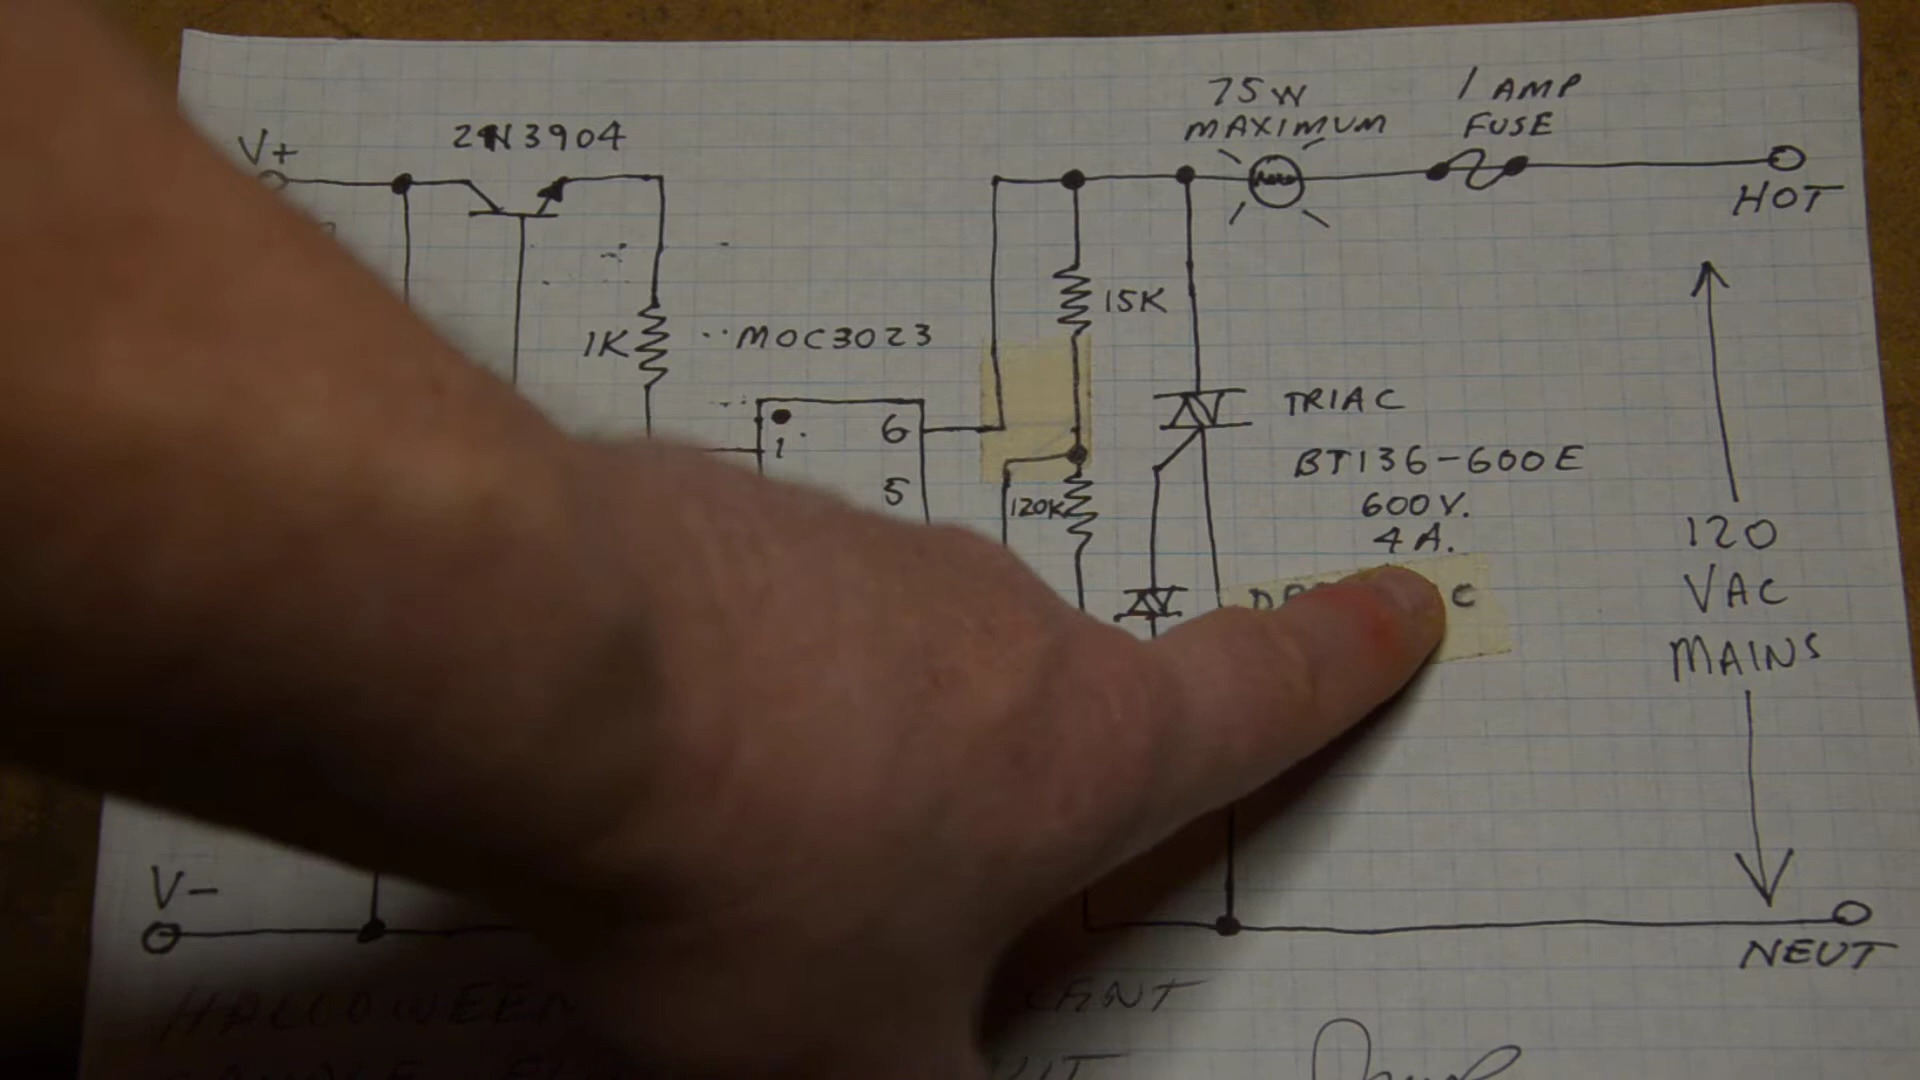 V+
2N3904
75W
MAXIMUM
1 AMP
FUSE
HOT
15K
1K
MOC3023
1
6
5
TRIAC
BT136-600E
600V.
4A.
120K
120
VAC
MAINS
V-
NEUT
HALLOWEEN